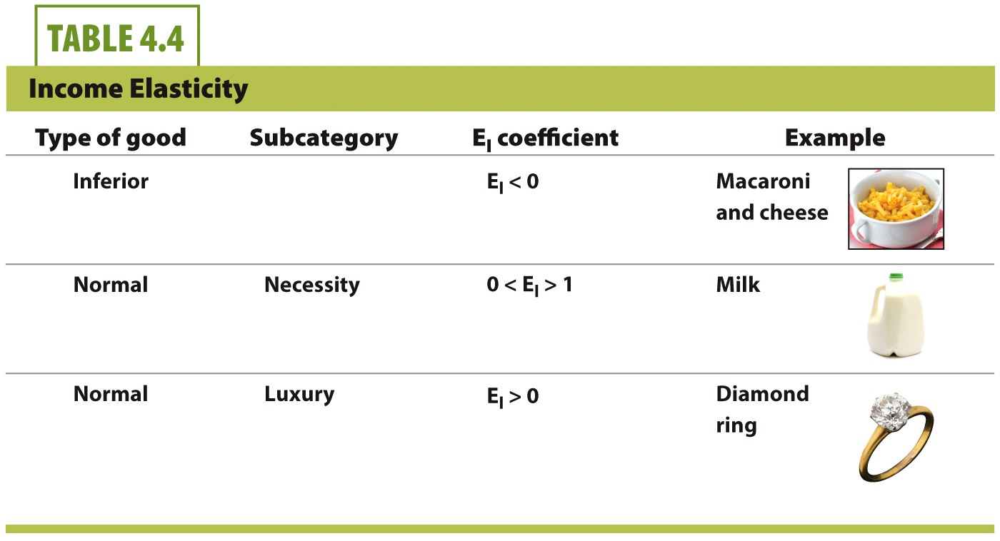 TABLE 4.4
Income Elasticity
Type of good Subcategory E_I coefficient Example
Inferior E_I < 0 Macaroni
and cheese
Normal Necessity 0 < E_I > 1 Milk
Normal Luxury E_I > 0 Diamond
ring